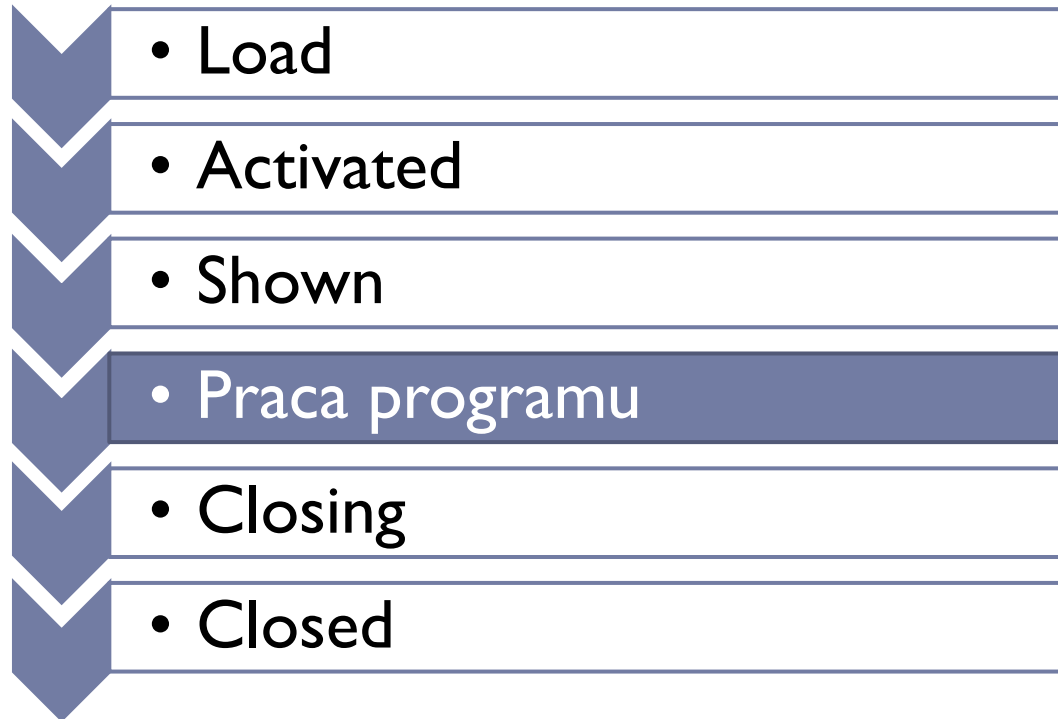 • Load
• Activated
• Shown
• Praca programu
• Closing
• Closed